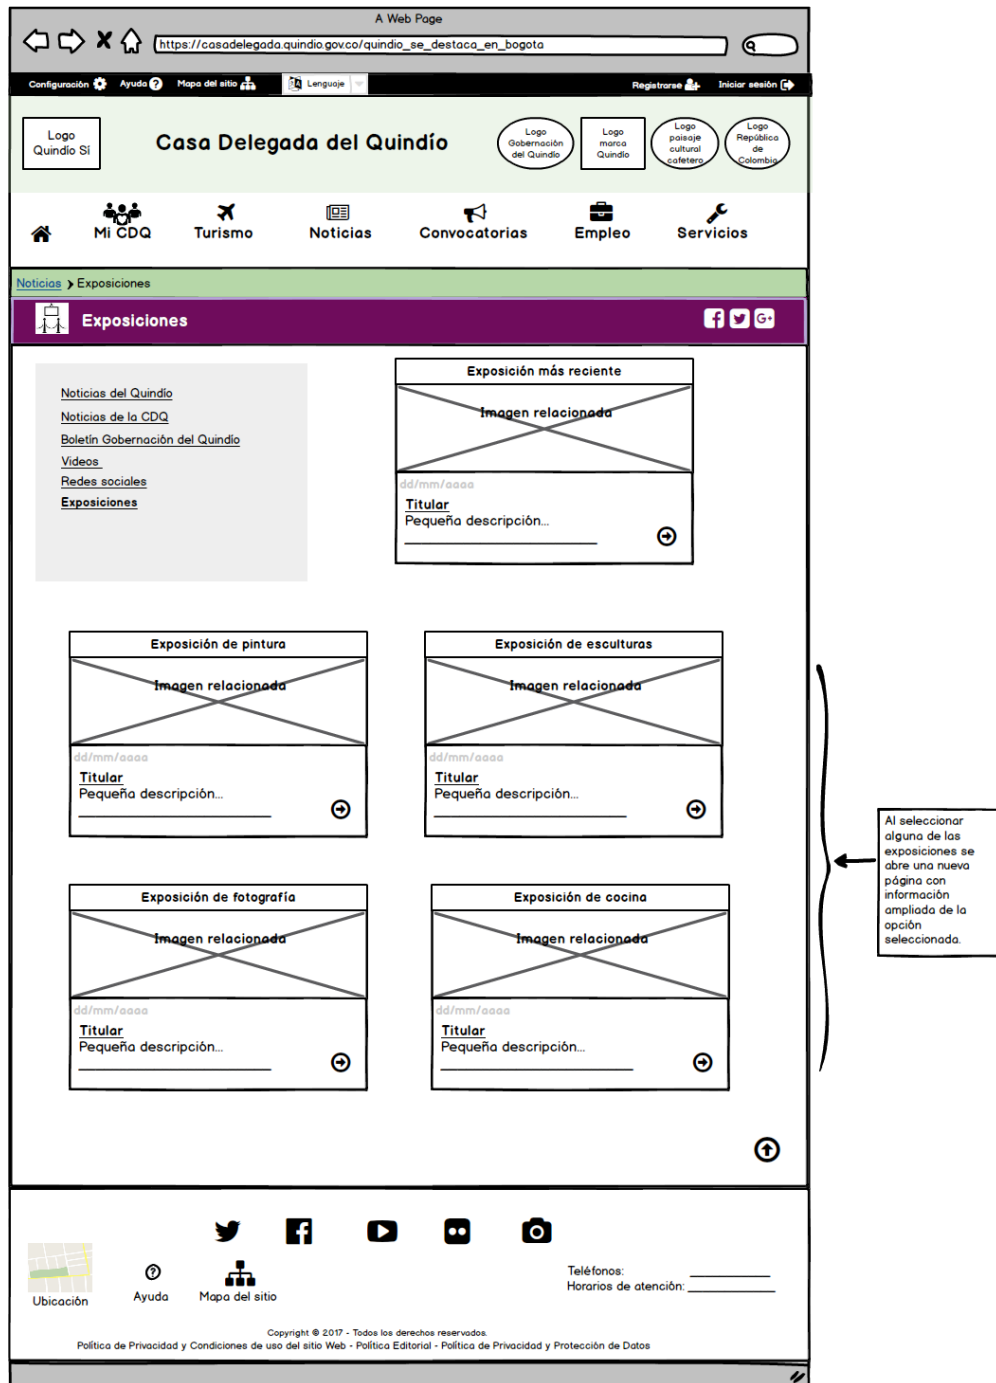 A Web Page
https://casadelegada.quindio.gov.co/quindio_se_destaca_en_bogota
Configuración Ayuda Mapa del sitio Lenguaje Registrarse Iniciar sesión
Logo
Quindío Sí
Casa Delegada del Quindío
Logo
Gobernación
del Quindío
Logo
marca
Quindío
Logo
paisaje
cultural
cafetero
Logo
República
de
Colombia
Mi CDQ Turismo Noticias Convocatorias Empleo Servicios
Noticias Exposiciones
Exposiciones
Noticias del Quindío
Noticias de la CDQ
Boletín Gobernación del Quindío
Videos
Redes sociales
Exposiciones
Exposición más reciente
Imagen relacionada
dd/mm/aaaa
Titular
Pequeña descripción...
Exposición de pintura
Imagen relacionada
dd/mm/aaaa
Titular
Pequeña descripción...
Exposición de esculturas
Imagen relacionada
dd/mm/aaaa
Titular
Pequeña descripción...
Al seleccionar
alguna de las
exposiciones se
abre una nueva
página con
información
ampliada de la
opción
seleccionada.
Exposición de fotografía
Imagen relacionada
dd/mm/aaaa
Titular
Pequeña descripción...
Exposición de cocina
Imagen relacionada
dd/mm/aaaa
Titular
Pequeña descripción...
Ubicación
Ayuda
Mapa del sitio
Teléfonos:
Horarios de atención:
Copyright © 2017 - Todos los derechos reservados.
Política de Privacidad y Condiciones de uso del sitio Web - Política Editorial - Política de Privacidad y Protección de Datos